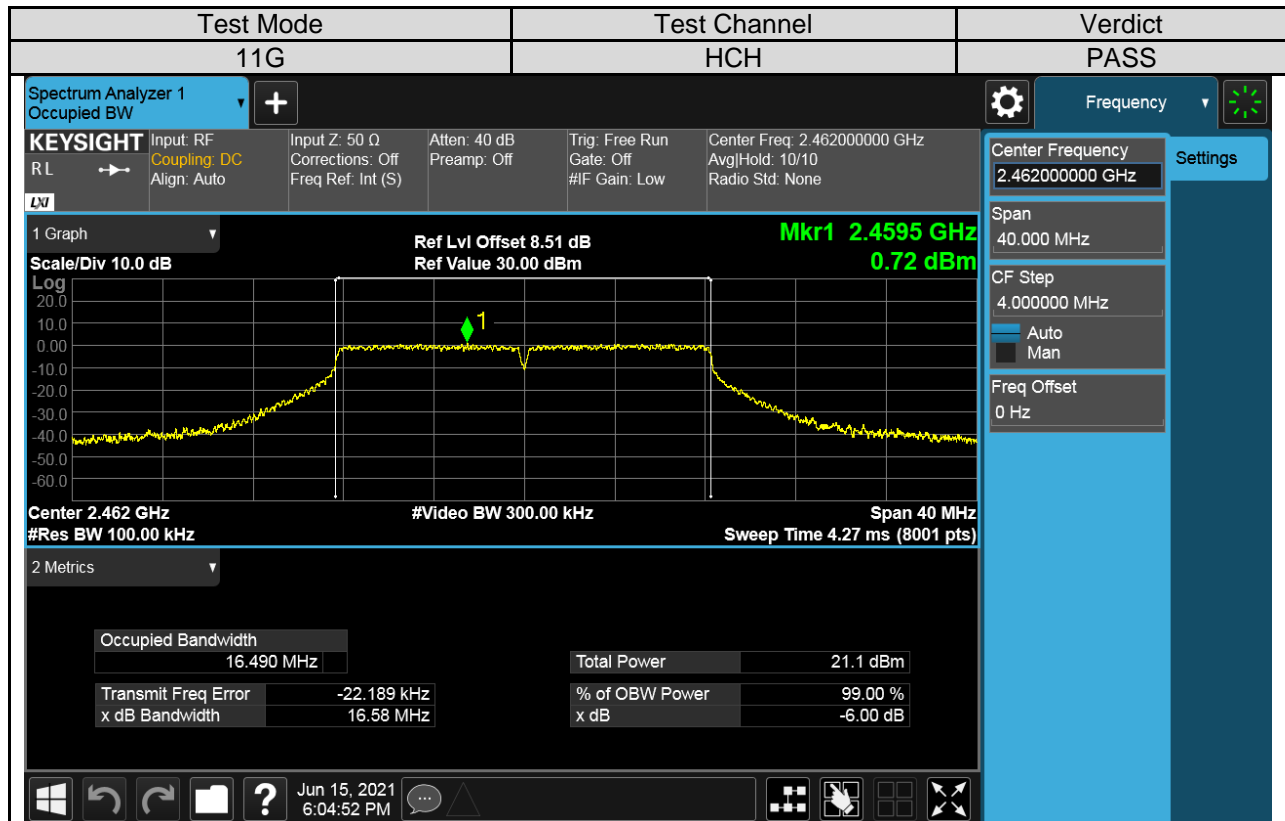 Test Mode Test Channel Verdict
11G HCH PASS
Spectrum Analyzer 1
Occupied BW
+
Frequency
KEYSIGHT
R L
LXI
Input: RF
Coupling: DC
Align: Auto
Input Z: 50 Ω
Corrections: Off
Freq Ref: Int (S)
Atten: 40 dB
Preamp: Off
Trig: Free Run
Gate: Off
#IF Gain: Low
Center Freq: 2.462000000 GHz
Avg|Hold: 10/10
Radio Std: None
Center Frequency
2.462000000 GHz
Settings
Span
40.000 MHz
CF Step
4.000000 MHz
Auto
Man
Freq Offset
0 Hz
1 Graph
Scale/Div 10.0 dB
Ref Lvl Offset 8.51 dB
Ref Value 30.00 dBm
Mkr1 2.4595 GHz
0.72 dBm
Log
20.0
10.0
0.00
-10.0
-20.0
-30.0
-40.0
-50.0
-60.0
1
Center 2.462 GHz
#Res BW 100.00 kHz
#Video BW 300.00 kHz
Span 40 MHz
Sweep Time 4.27 ms (8001 pts)
2 Metrics
Occupied Bandwidth
16.490 MHz
Transmit Freq Error -22.189 kHz
x dB Bandwidth 16.58 MHz
Total Power 21.1 dBm
% of OBW Power 99.00 %
x dB -6.00 dB
?
Jun 15, 2021
6:04:52 PM